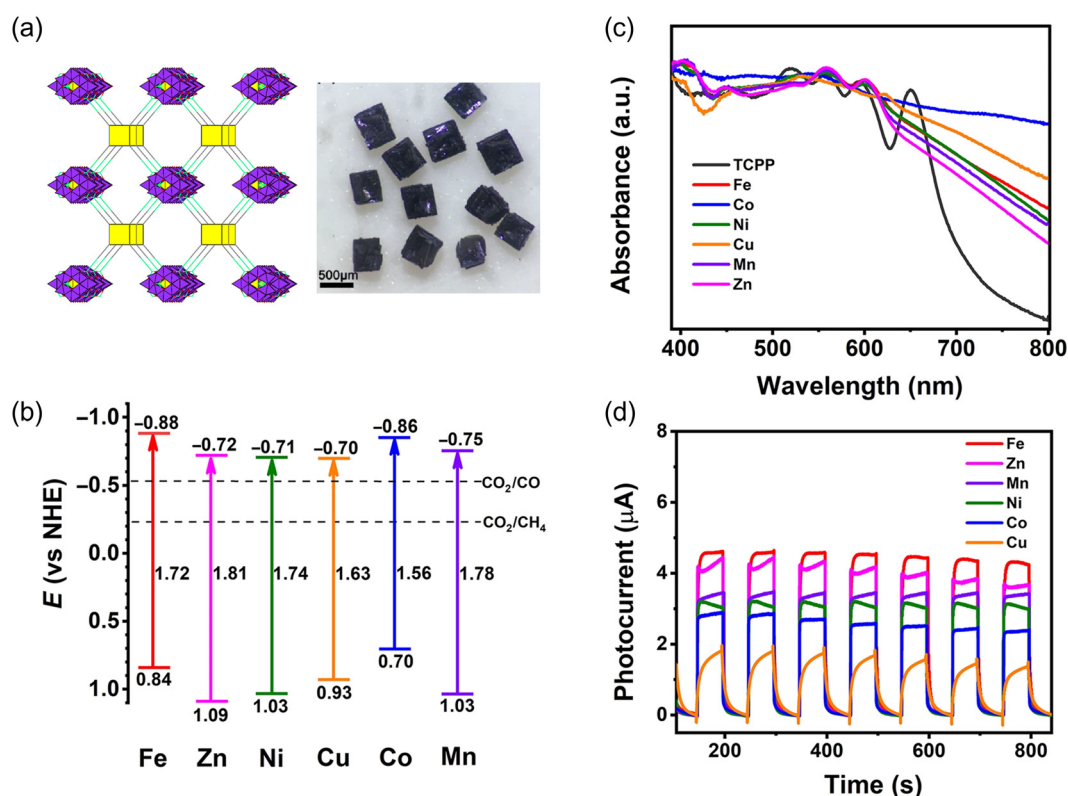 (a)
500μm
(b)
E (vs NHE)
−1.0
−0.5
0.0
0.5
1.0
−0.88
−0.72
−0.71
−0.70
−0.86
−0.75
CO2/CO
CO2/CH4
1.72
1.81
1.74
1.63
1.56
1.78
0.84
1.09
1.03
0.93
0.70
1.03
Fe Zn Ni Cu Co Mn
(c)
Absorbance (a.u.)
TCPP
Fe
Co
Ni
Cu
Mn
Zn
400 500 600 700 800
Wavelength (nm)
(d)
Photocurrent (μA)
8
6
4
2
0
Fe
Zn
Mn
Ni
Co
Cu
200 400 600 800
Time (s)